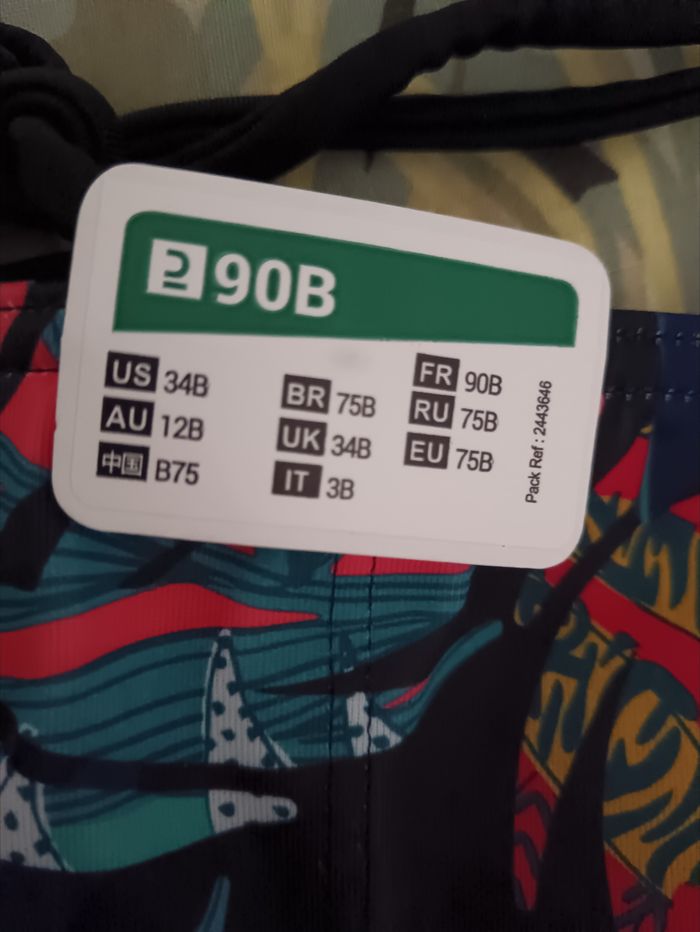 90B
US 34B
AU 12B
中国 B75
BR 75B
UK 34B
IT 3B
FR 90B
RU 75B
EU 75B
Pack Ref : 2443646